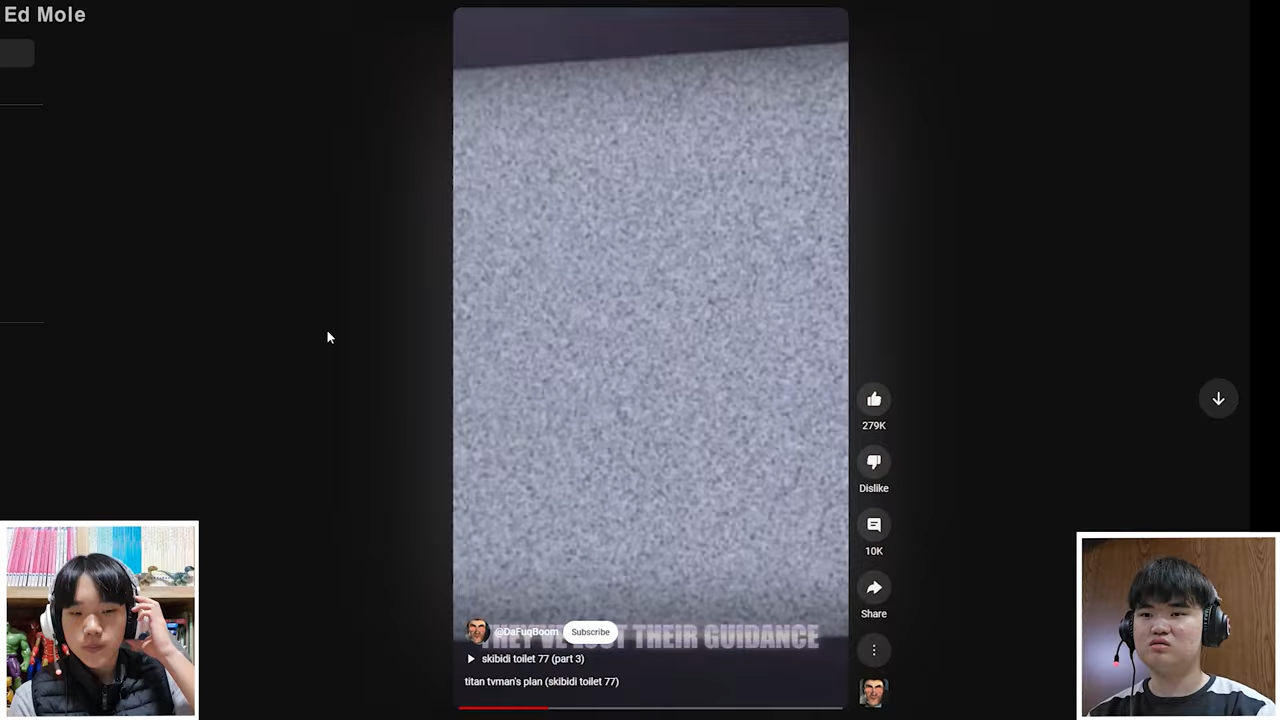 Ed Mole
279K
Dislike
10K
Share
THEIR GUIDANCE
@DaFuqBoom
Subscribe
skibidi toilet 77 (part 3)
titan tvman's plan (skibidi toilet 77)